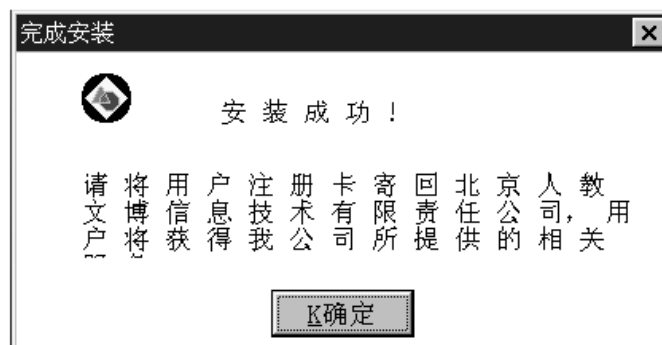 完成安装
安装成功!
请将用户注册卡寄回北京人教
文博信息技术有限责任公司，用
户将获得我公司所提供的相关
K确定